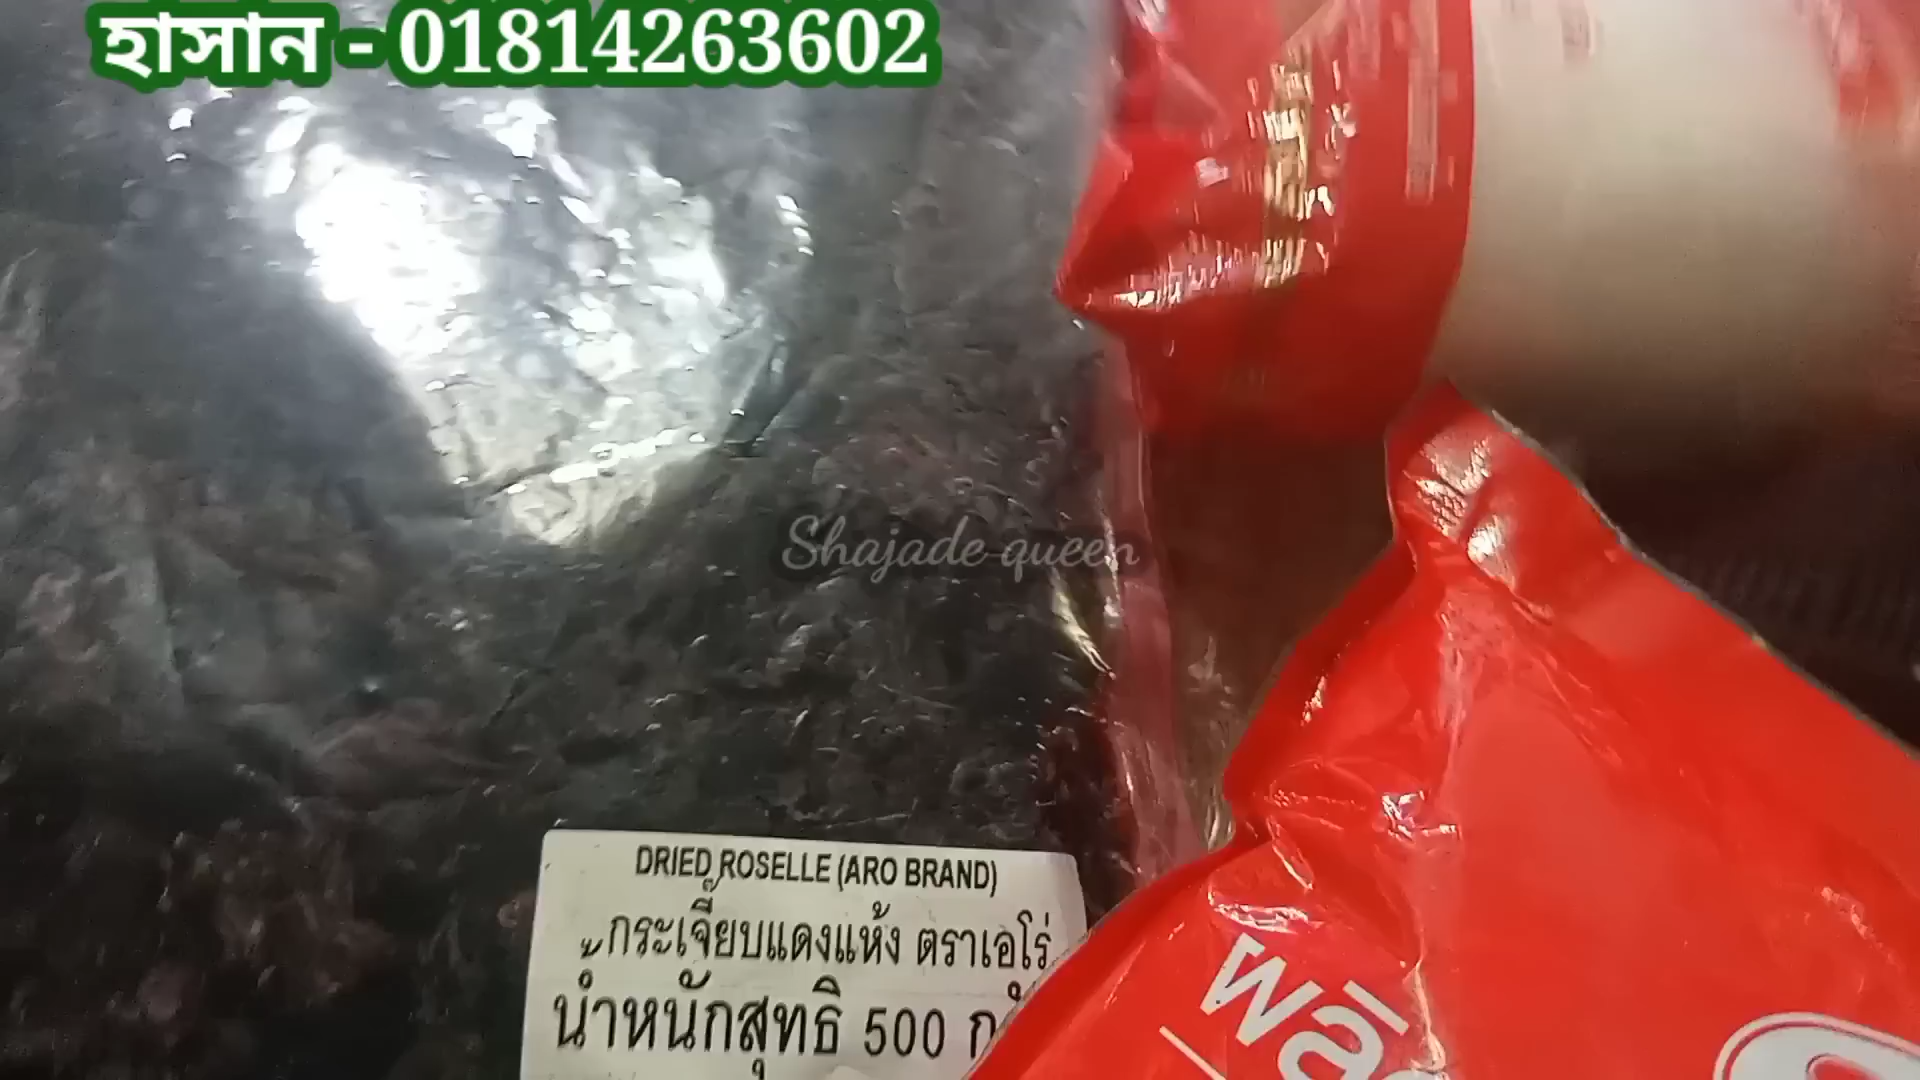 হাসান - 01814263602
Shajade queen
DRIED ROSELLE (ARO BRAND)
กระเจี๊ยบแดงแห้ง ตราเอโร่
น้ำหนักสุทธิ 500